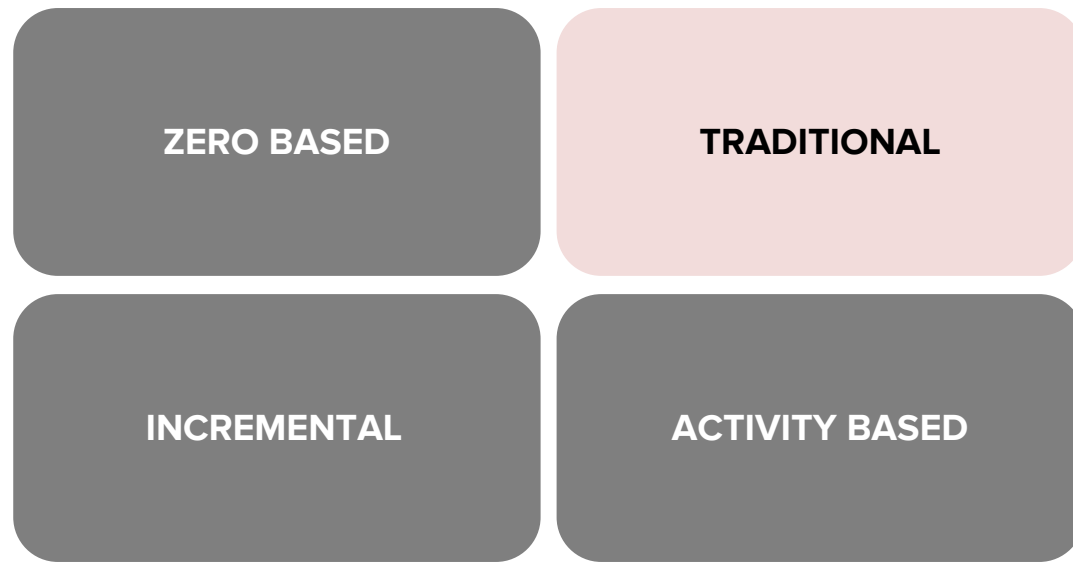 ZERO BASED
TRADITIONAL
INCREMENTAL
ACTIVITY BASED